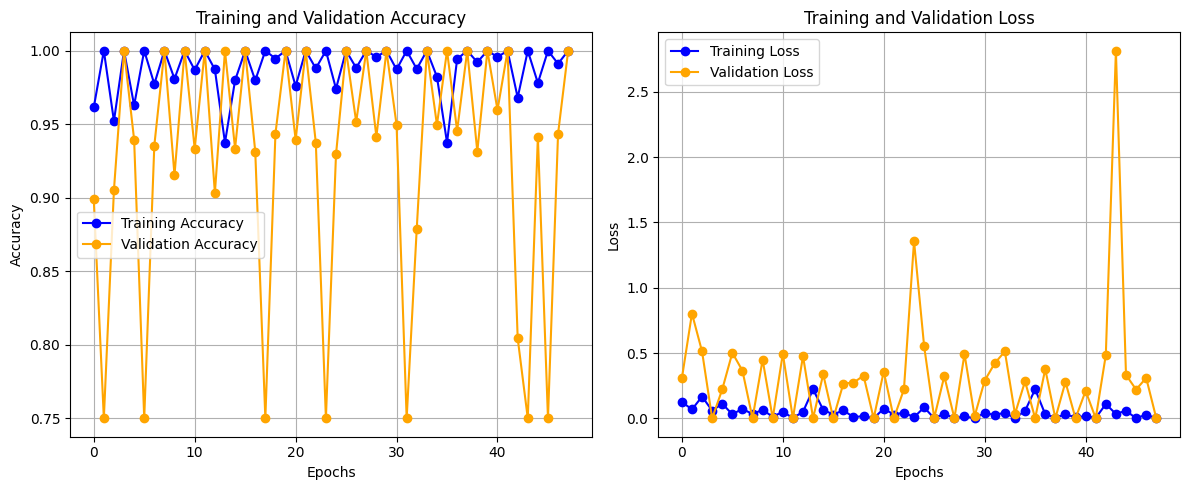 Training and Validation Accuracy
1.00
0.95
0.90
0.85
0.80
0.75
Accuracy
Training Accuracy
Validation Accuracy
0
10
20
30
40
Epochs
Training and Validation Loss
Training Loss
Validation Loss
2.5
2.0
1.5
1.0
0.5
0.0
Loss
0
10
20
30
40
Epochs